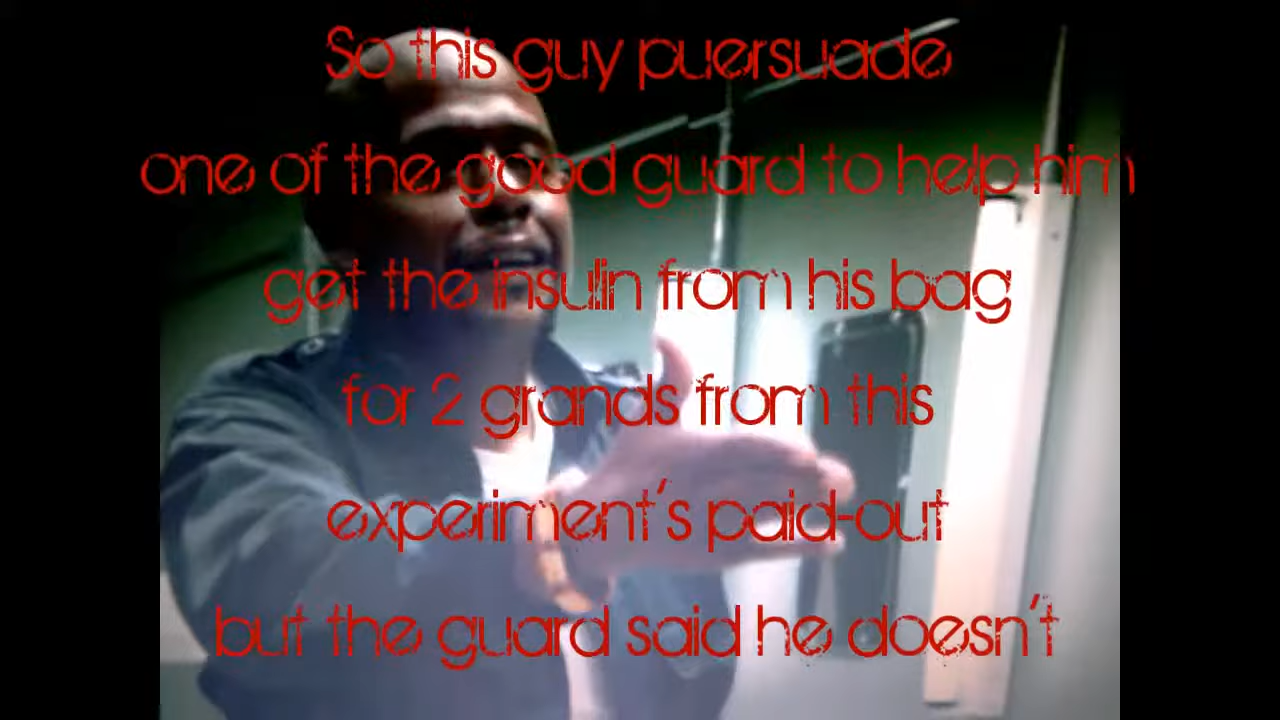 So this guy puersuade
one of the good guard to help him
get the insulin from his bag
for 2 grands from this
experiment's paid-out
but the guard said he doesn't